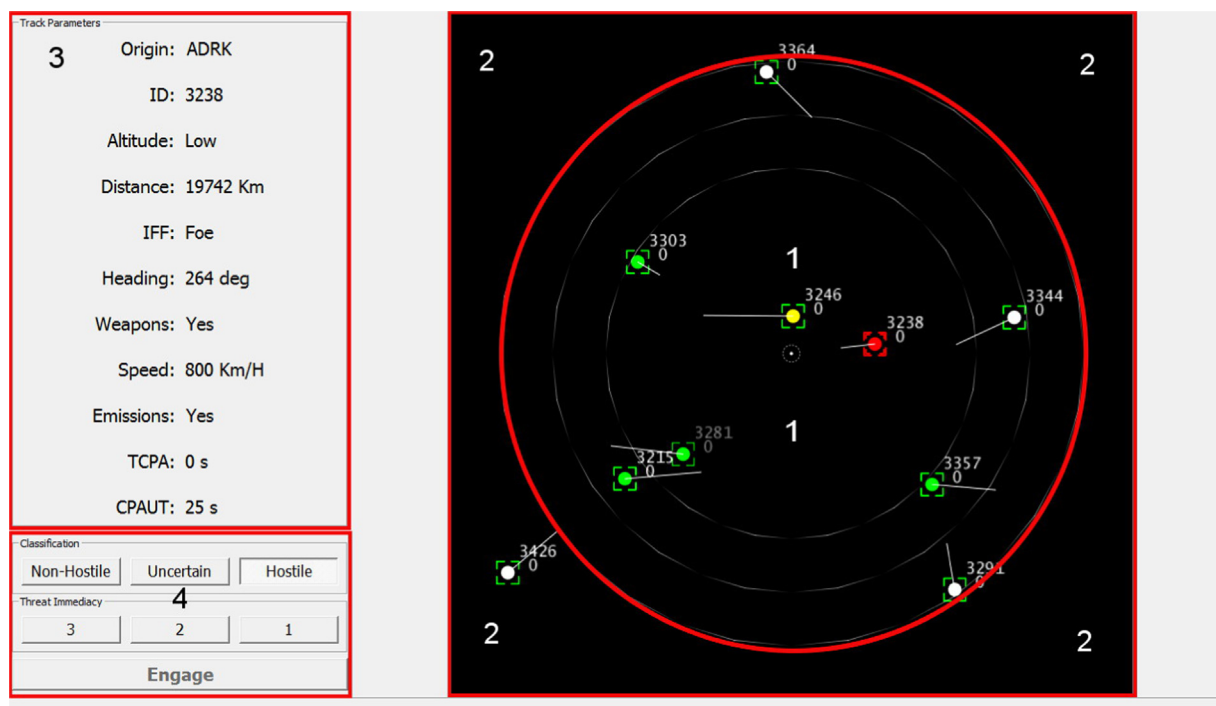 Track Parameters
3
Origin: ADRK
ID: 3238
Altitude: Low
Distance: 19742 Km
IFF: Foe
Heading: 264 deg
Weapons: Yes
Speed: 800 Km/H
Emissions: Yes
TCPA: 0 s
CPAUT: 25 s
Classification
Non-Hostile Uncertain Hostile
4
Threat Immediacy
3 2 1
Engage
2
3364
0
2
3303
0
1
3246
0
3344
0
3238
0
1
3281
0
3215
0
3357
0
3426
0
3291
0
2
2